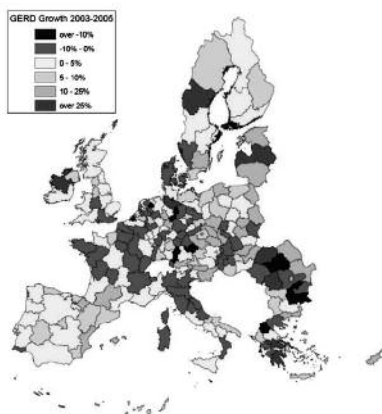 GERD Growth 2003-2005
over -10%
-10% - 0%
0 - 5%
5 - 10%
10 - 25%
over 25%